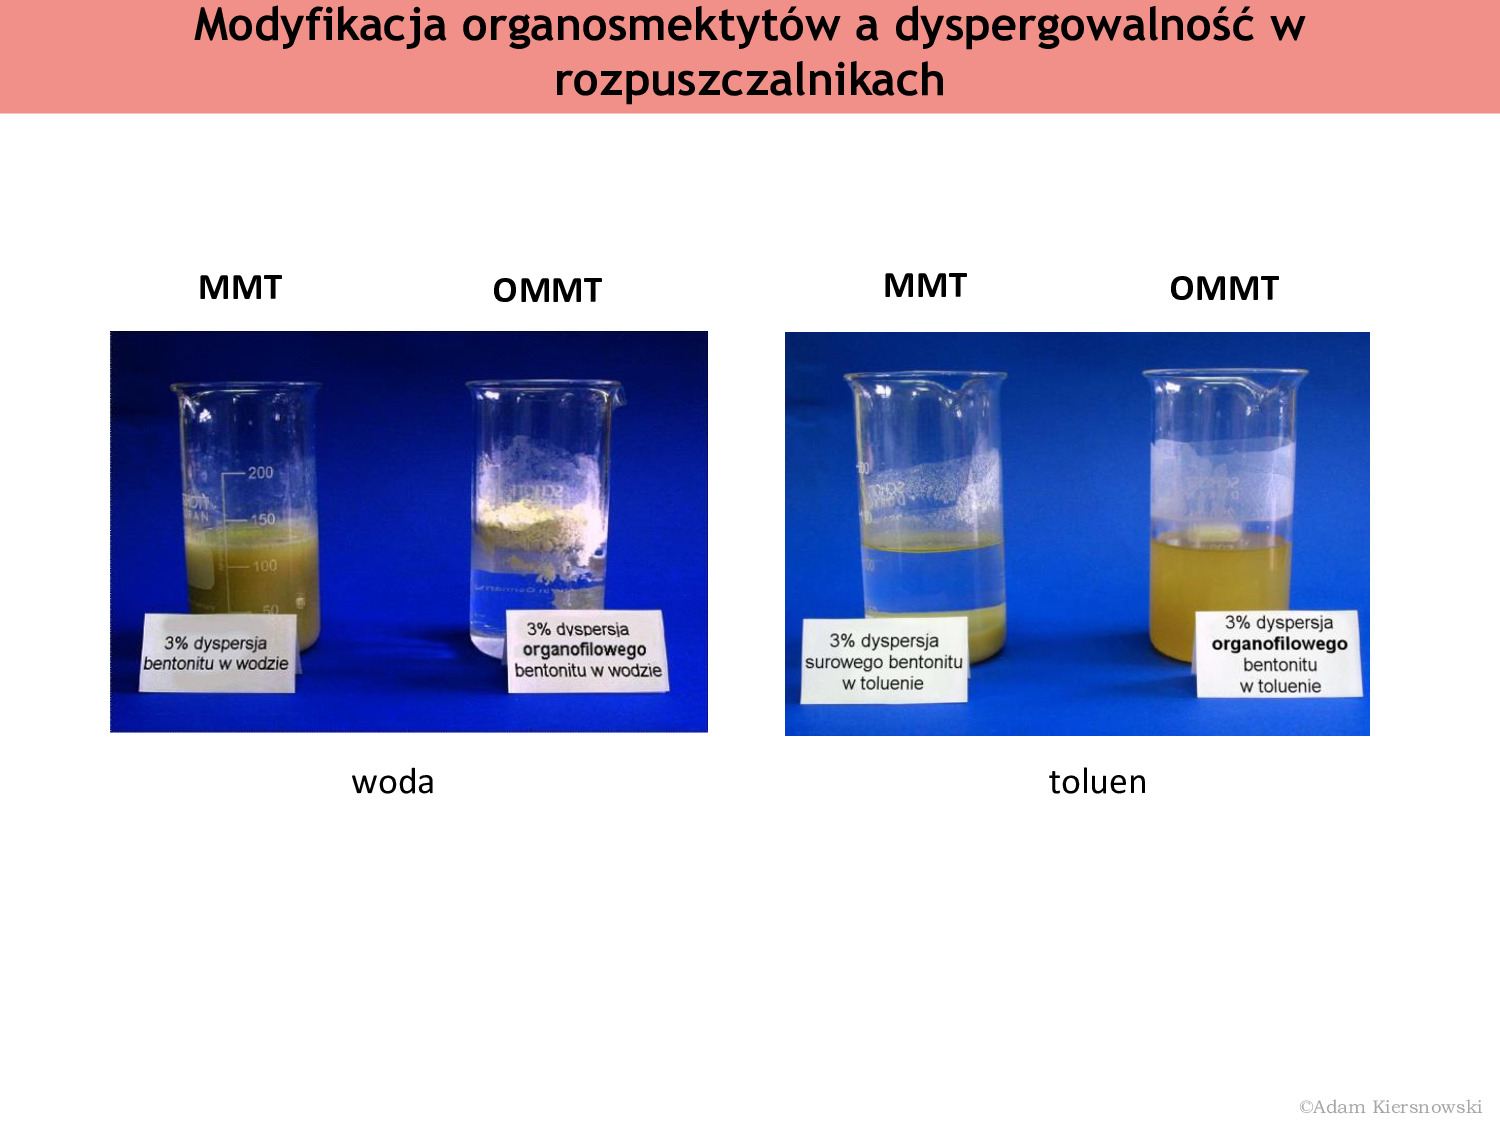 Modyfikacja organosmektytów a dyspergowalność w
rozpuszczalnikach
MMT
OMMT
MMT
OMMT
200
150
100
50
3% dyspersja
bentonitu w wodzie
3% dyspersja
organofilowego
bentonitu w wodzie
3% dyspersja
surowego bentonitu
w toluenie
3% dyspersja
organofilowego
bentonitu
w toluenie
woda
toluen
©Adam Kiersnowski